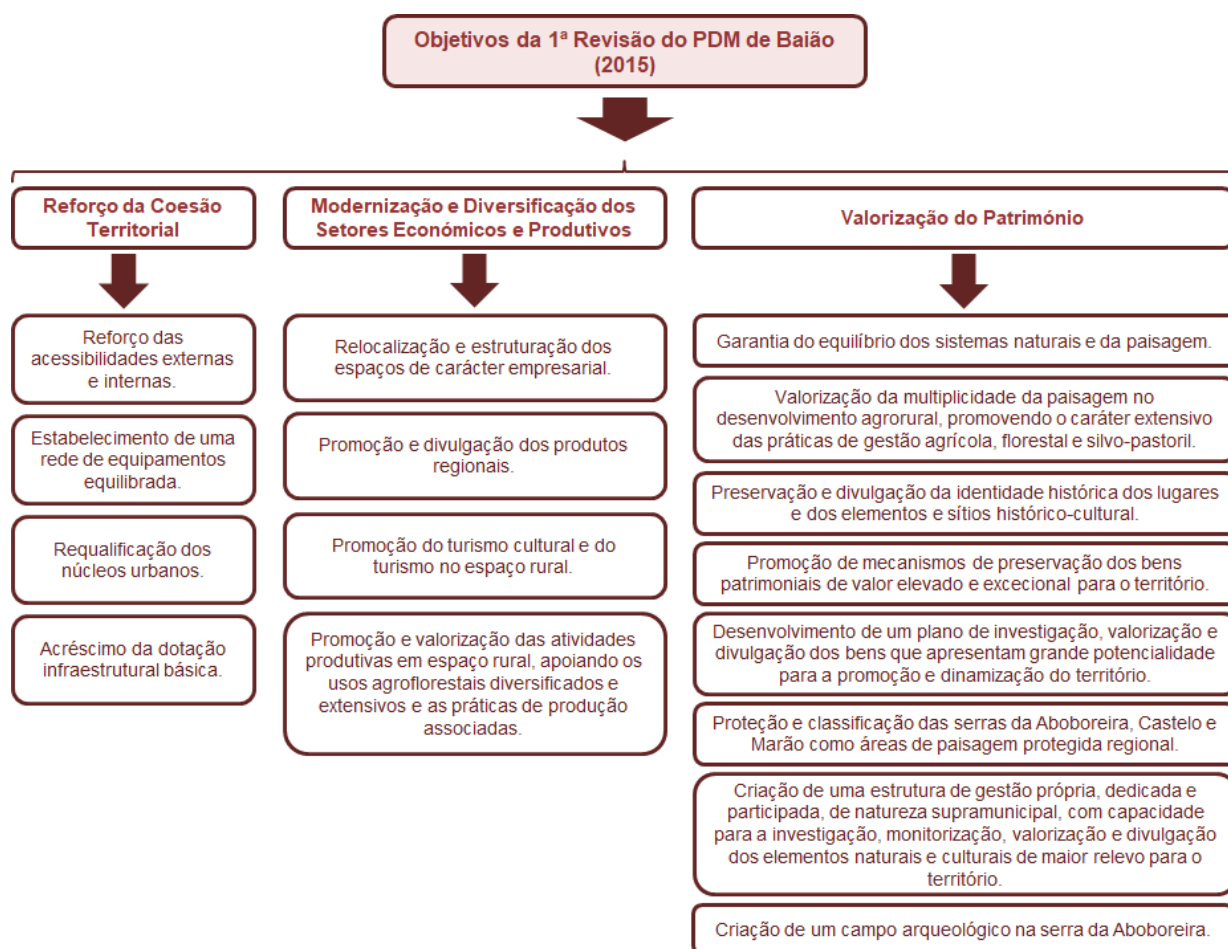 Objetivos da 1ª Revisão do PDM de Baião
(2015)
Reforço da Coesão
Territorial
Reforço das
acessibilidades externas
e internas.
Estabelecimento de uma
rede de equipamentos
equilibrada.
Requalificação dos
núcleos urbanos.
Acréscimo da dotação
infraestrutural básica.
Modernização e Diversificação dos
Setores Económicos e Produtivos
Relocalização e estruturação dos
espaços de carácter empresarial.
Promoção e divulgação dos produtos
regionais.
Promoção do turismo cultural e do
turismo no espaço rural.
Promoção e valorização das atividades
produtivas em espaço rural, apoiando os
usos agroflorestais diversificados e
extensivos e as práticas de produção
associadas.
Valorização do Património
Garantia do equilíbrio dos sistemas naturais e da paisagem.
Valorização da multiplicidade da paisagem no
desenvolvimento agrorural, promovendo o caráter extensivo
das práticas de gestão agrícola, florestal e silvo-pastoril.
Preservação e divulgação da identidade histórica dos lugares
e dos elementos e sítios histórico-cultural.
Promoção de mecanismos de preservação dos bens
patrimoniais de valor elevado e excecional para o território.
Desenvolvimento de um plano de investigação, valorização e
divulgação dos bens que apresentam grande potencialidade
para a promoção e dinamização do território.
Proteção e classificação das serras da Aboboreira, Castelo e
Marão como áreas de paisagem protegida regional.
Criação de uma estrutura de gestão própria, dedicada e
participada, de natureza supramunicipal, com capacidade
para a investigação, monitorização, valorização e divulgação
dos elementos naturais e culturais de maior relevo para o
território.
Criação de um campo arqueológico na serra da Aboboreira.